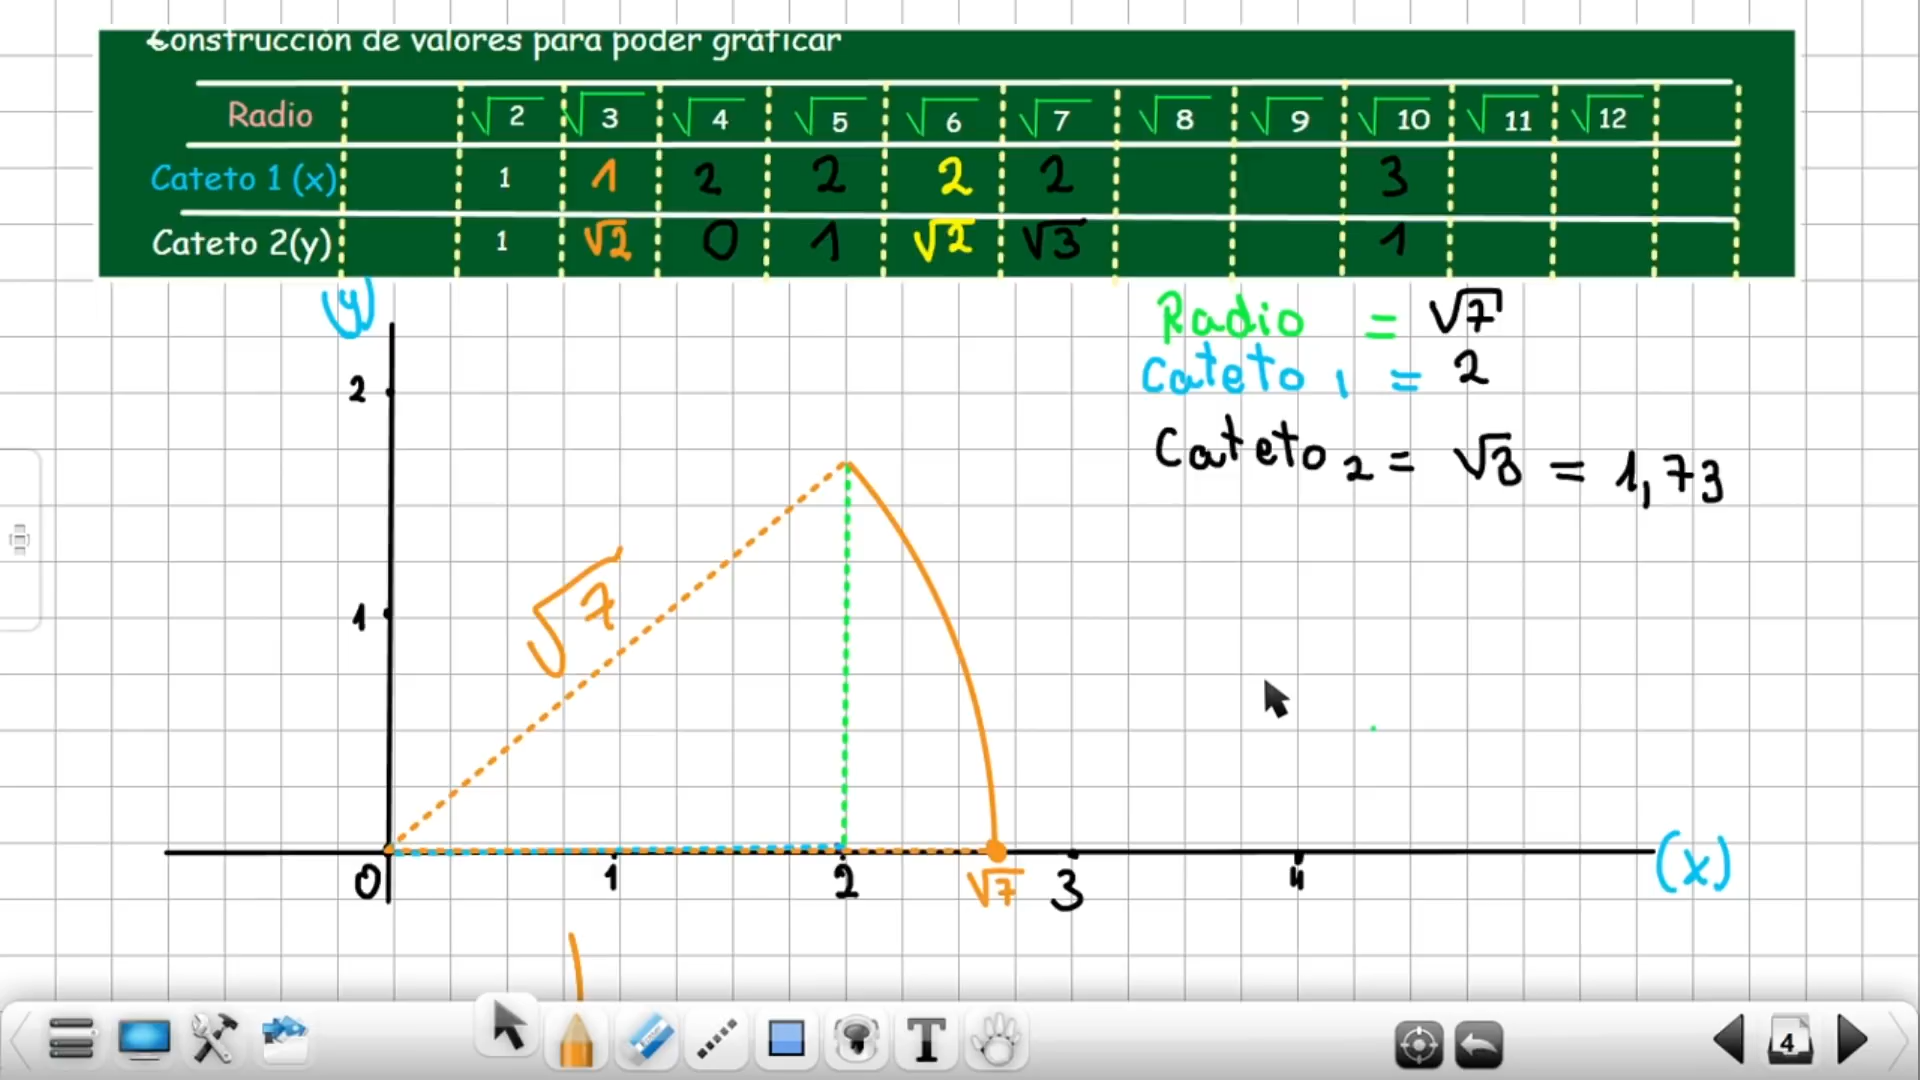 Construcción de valores para poder gráficar
Radio √2 √3 √4 √5 √6 √7 √8 √9 √10 √11 √12
Cateto 1 (x) 1 1 2 2 2 2 3
Cateto 2(y) 1 √2 0 1 √2 √3 1
(y)
Radio = √7
Cateto 1 = 2
Cateto 2 = √3 = 1,73
2
√7
1
0 1 2 √7 3 4 (x)
T 4